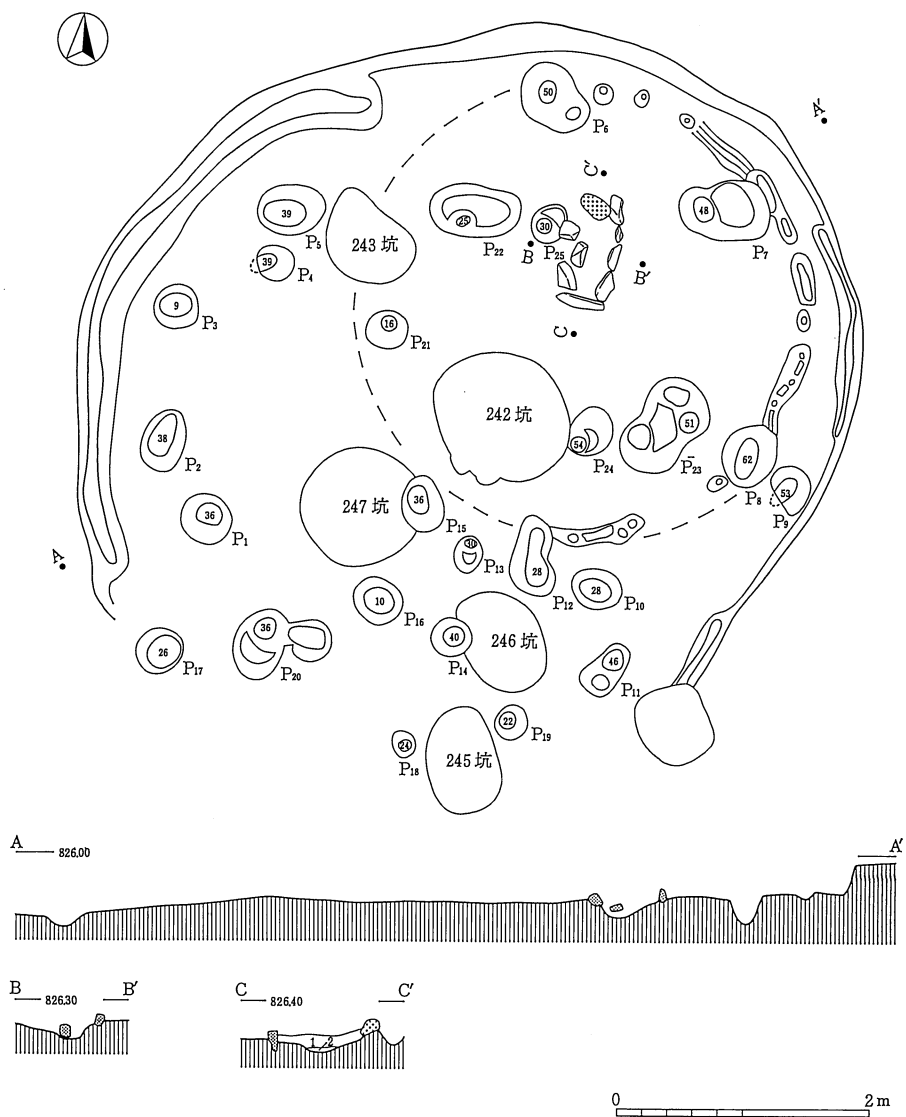 A'
50
P6
C'
39
P5
243坑
25
P22
30
P25
B
B'
48
P7
39
P4
9
P3
16
P21
C
242坑
54
P24
51
P23
62
P8
53
P9
38
P2
36
P1
247坑
36
P15
30
P13
28
P12
28
P10
A
10
P16
40
P14
246坑
46
P11
26
P17
36
P20
22
P19
24
P18
245坑
A 826.00 A'
B 826.30 B'
C 826.40 C'
1 2
0 2m